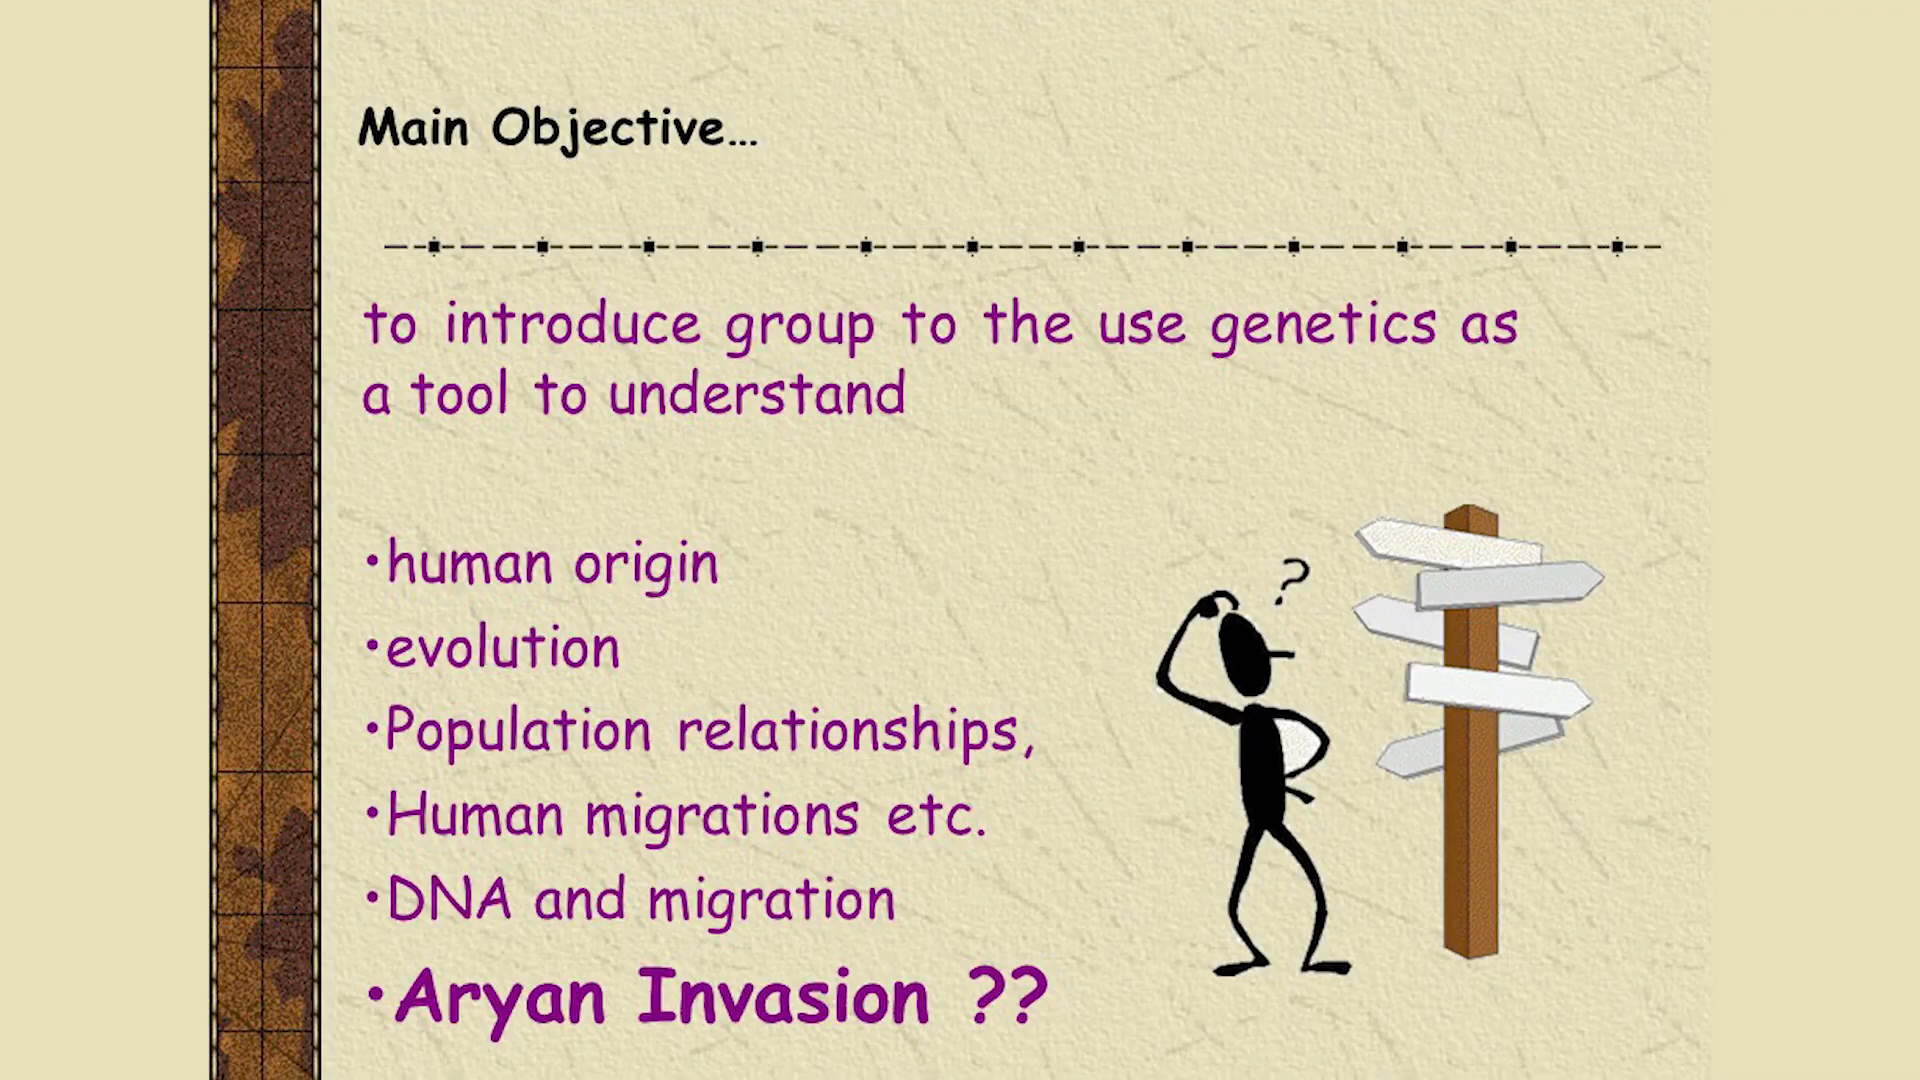 Main Objective...
to introduce group to the use genetics as
a tool to understand
•human origin
•evolution
•Population relationships,
•Human migrations etc.
•DNA and migration
•Aryan Invasion ??
?